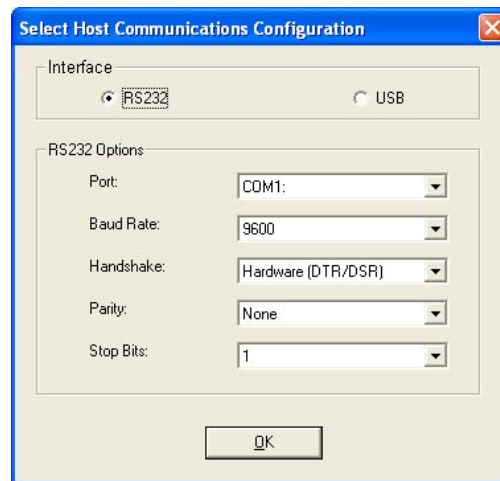 Select Host Communications Configuration
Interface
RS232
USB
RS232 Options
Port:
COM1:
Baud Rate:
9600
Handshake:
Hardware (DTR/DSR)
Parity:
None
Stop Bits:
1
OK